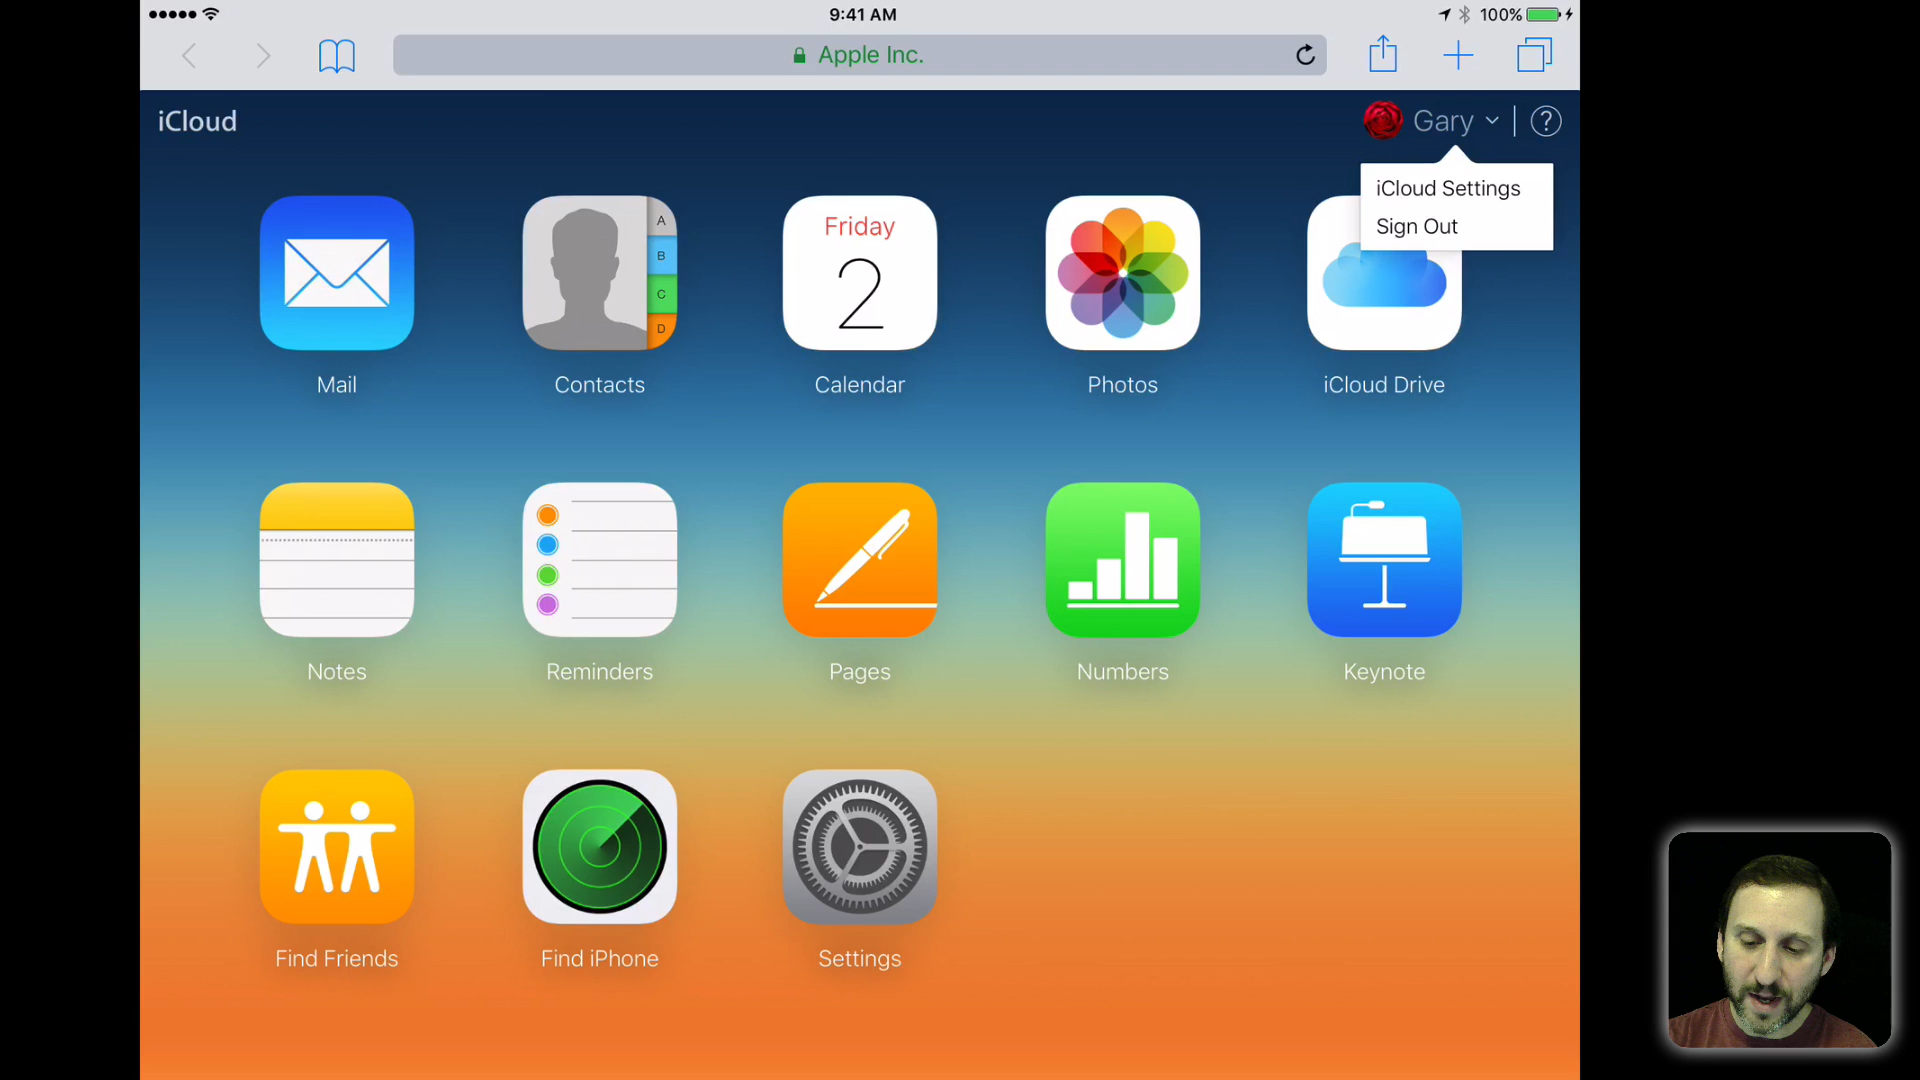 9:41 AM
100%
Apple Inc.
iCloud
Gary
?
iCloud Settings
Sign Out
Friday
2
A
B
C
D
Mail
Contacts
Calendar
Photos
iCloud Drive
Notes
Reminders
Pages
Numbers
Keynote
Find Friends
Find iPhone
Settings